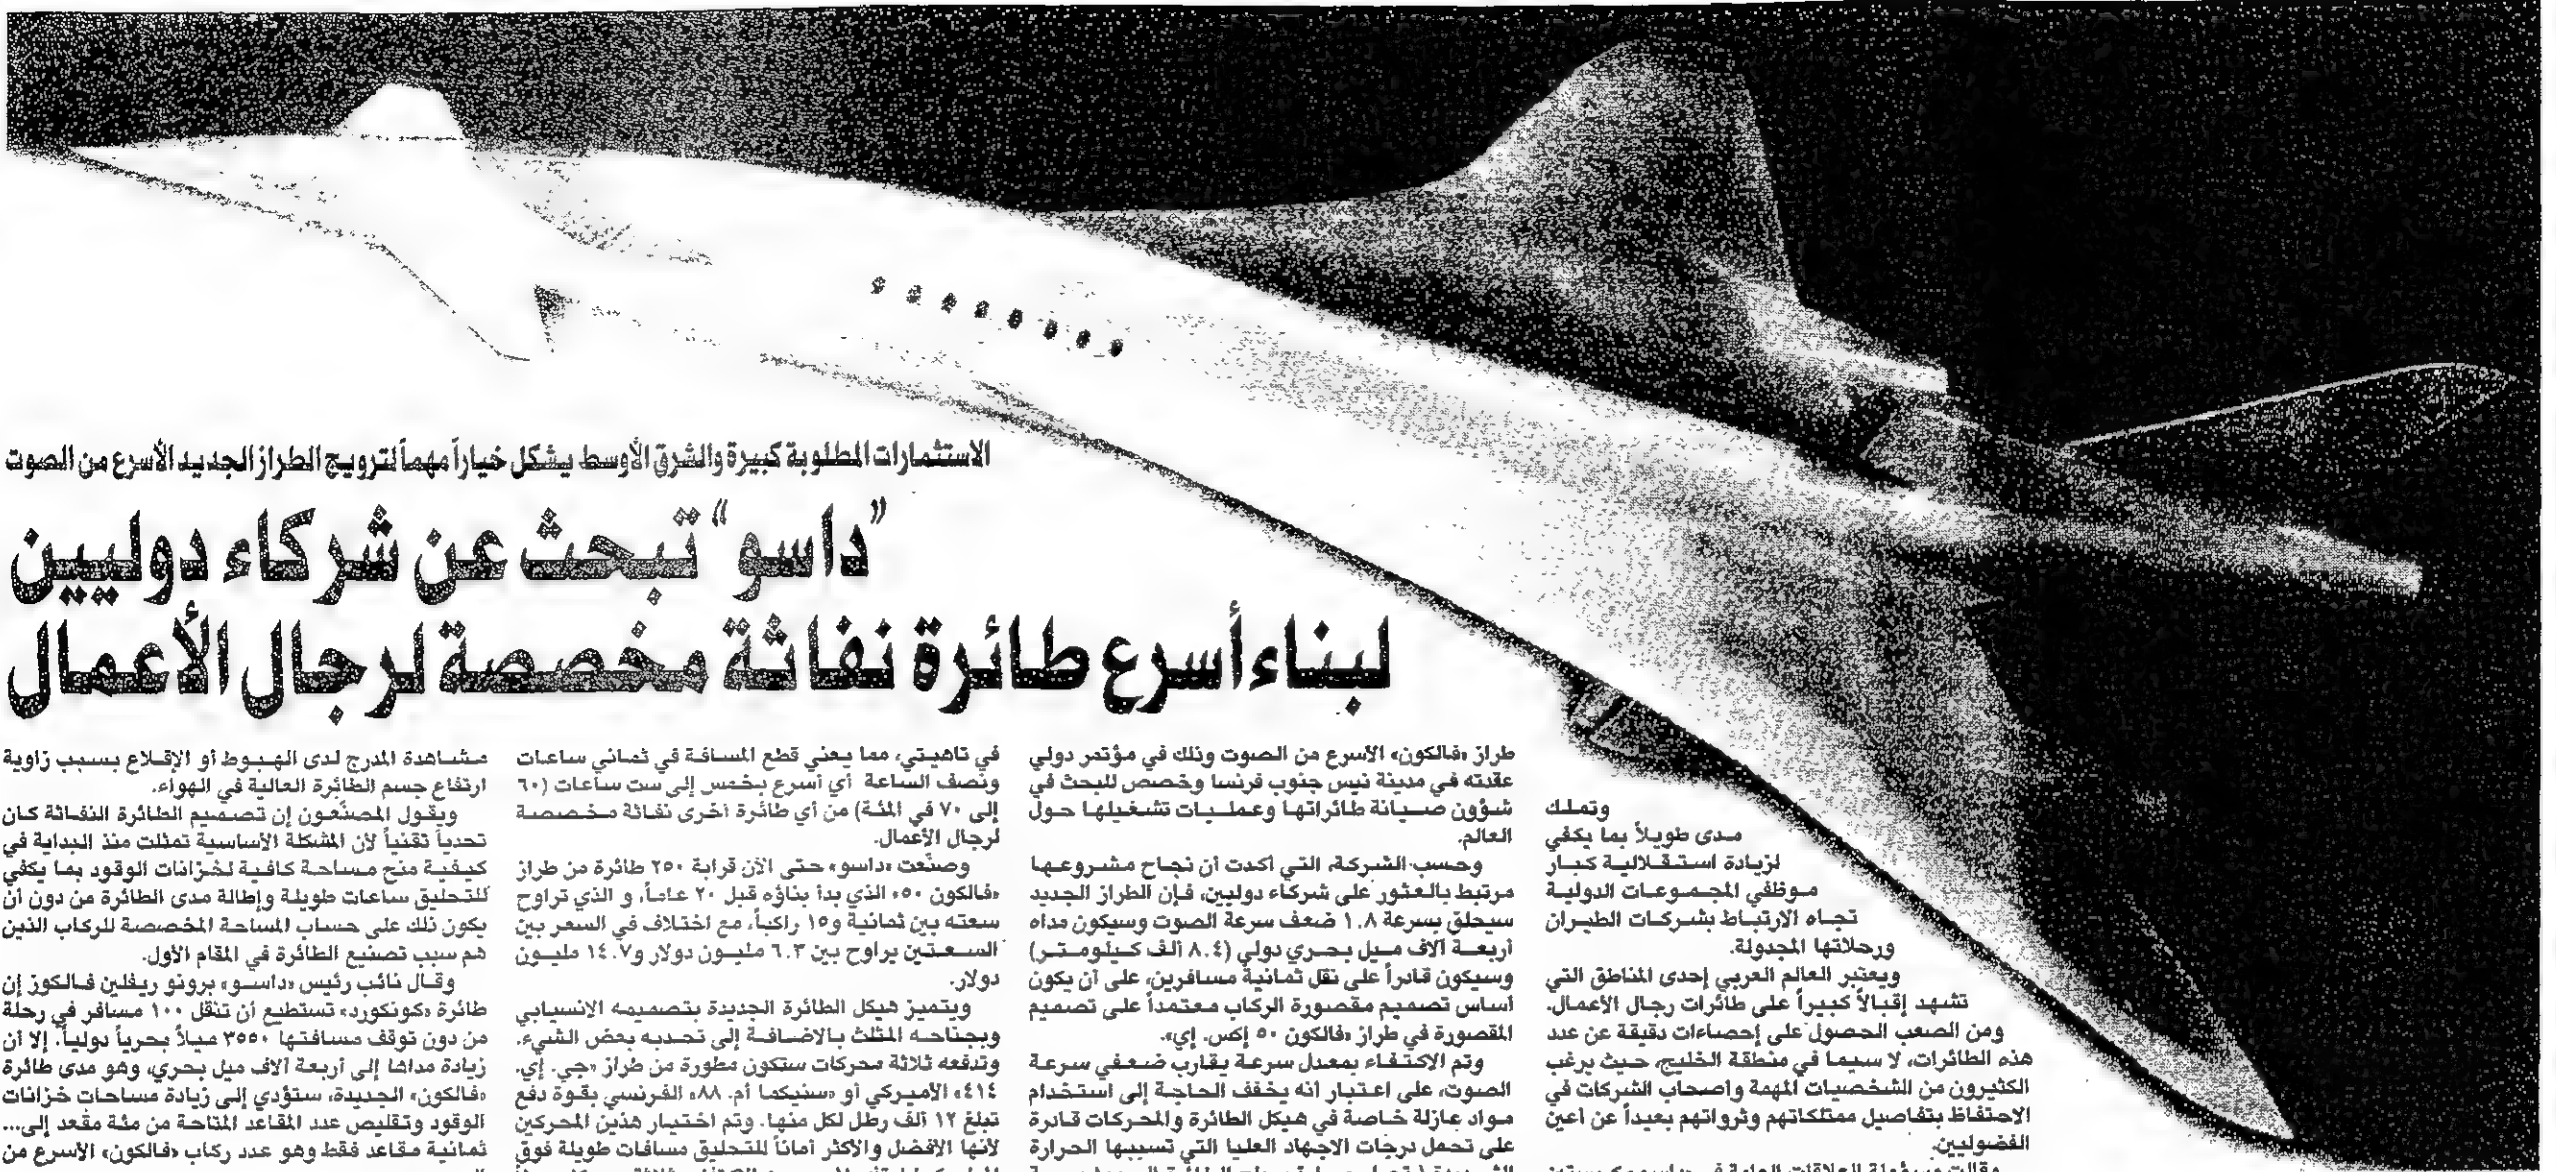 الاستثمارات المطلوبة كبيرة والشرق الأوسط يشكل خياراً مهماً لترويج الطراز الجديد الأسرع من الصوت
"داسو" تبحث عن شركاء دوليين
لبناء أسرع طائرة نفاثة مخصصة لرجال الأعمال
وتملك
مدى طويلاً بما يكفي
لزيادة استقلالية كبار
موظفي المجموعات الدولية
تجاه الارتباط بشركات الطيران
ورحلاتها المجدولة.
ويعتبر العالم العربي إحدى المناطق التي
تشهد إقبالاً كبيراً على طائرات رجال الأعمال.
ومن الصعب الحصول على إحصاءات دقيقة عن عدد
هذه الطائرات، لا سيما في منطقة الخليج، حيث يرغب
الكثيرون من الشخصيات المهمة واصحاب الشركات في
الاحتفاظ بتفاصيل ممتلكاتهم وثرواتهم بعيداً عن أعين
الفضوليين.
طراز «فالكون» الأسرع من الصوت وذلك في مؤتمر دولي
عقدته في مدينة نيس جنوب فرنسا وخصص للبحث في
شؤون صيانة طائراتها وعمليات تشغيلها حول
العالم.
وحسب الشركة، التي أكدت أن نجاح مشروعها
مرتبط بالعثور على شركاء دوليين، فإن الطراز الجديد
سيحلق بسرعة ١.٨ ضعف سرعة الصوت وسيكون مداه
أربعة آلاف ميل بحري دولي (٨.٤ ألف كيلومتر)
وسيكون قادراً على نقل ثمانية مسافرين، على أن يكون
أساس تصميم مقصورة الركاب معتمداً على تصميم
المقصورة في طراز «فالكون ٥٠ إكس. إي».
وتم الاكتفاء بمعدل سرعة يقارب ضعفي سرعة
الصوت، على اعتبار أنه يخفف الحاجة إلى استخدام
مواد عازلة خاصة في هيكل الطائرة والمحركات قادرة
على تحمل درجات الاجهاد العليا التي تسببها الحرارة
في تاهيتي، مما يعني قطع المسافة في ثماني ساعات
ونصف الساعة أي أسرع بخمس إلى ست ساعات (٦٠
إلى ٧٠ في المئة) من أي طائرة أخرى نفاثة مخصصة
لرجال الأعمال.
وصنّعت «داسو» حتى الآن قرابة ٢٥٠ طائرة من طراز
«فالكون ٥٠» الذي بدأ بناؤه قبل ٢٠ عاماً، و الذي تراوح
سعته بين ثمانية و١٥ راكباً، مع اختلاف في السعر بين
السعتين يراوح بين ٦.٣ مليون دولار و١٤.٧ مليون
دولار.
ويتميز هيكل الطائرة الجديدة بتصميمه الانسيابي
وبجناحه المثلث بالاضافة إلى تحدبه بعض الشيء.
وتدفعه ثلاثة محركات ستكون مطورة من طراز «جي. إي.
٤١٤» الأميركي أو «سنيكما أم. ٨٨» الفرنسي بقوة دفع
تبلغ ١٢ ألف رطل لكل منها. وتم اختيار هذين المحركين
لأنها الافضل والأكثر أماناً للتحليق مسافات طويلة فوق
مشاهدة المدرج لدى الهبوط أو الإقلاع بسبب زاوية
ارتفاع جسم الطائرة العالية في الهواء.
ويقول المصنّعون إن تصميم الطائرة النفاثة كان
تحدياً تقنياً لأن المشكلة الأساسية تمثلت منذ البداية في
كيفية منح مساحة كافية لخزانات الوقود بما يكفي
للتحليق ساعات طويلة وإطالة مدى الطائرة من دون أن
يكون ذلك على حساب المساحة المخصصة للركاب الذين
هم سبب تصنيع الطائرة في المقام الأول.
وقال نائب رئيس «داسو» برونو ريفلين فالكوز إن
طائرة «كونكورد» تستطيع أن تنقل ١٠٠ مسافر في رحلة
من دون توقف مسافتها ٣٥٥٠ ميلاً بحرياً دولياً. إلا أن
زيادة مداها إلى أربعة آلاف ميل بحري، وهو مدى طائرة
«فالكون» الجديدة، ستؤدي إلى زيادة مساحات خزانات
الوقود وتقليص عدد المقاعد المتاحة من مئة مقعد إلى...
ثمانية مقاعد فقط وهو عدد ركاب «فالكون» الأسرع من